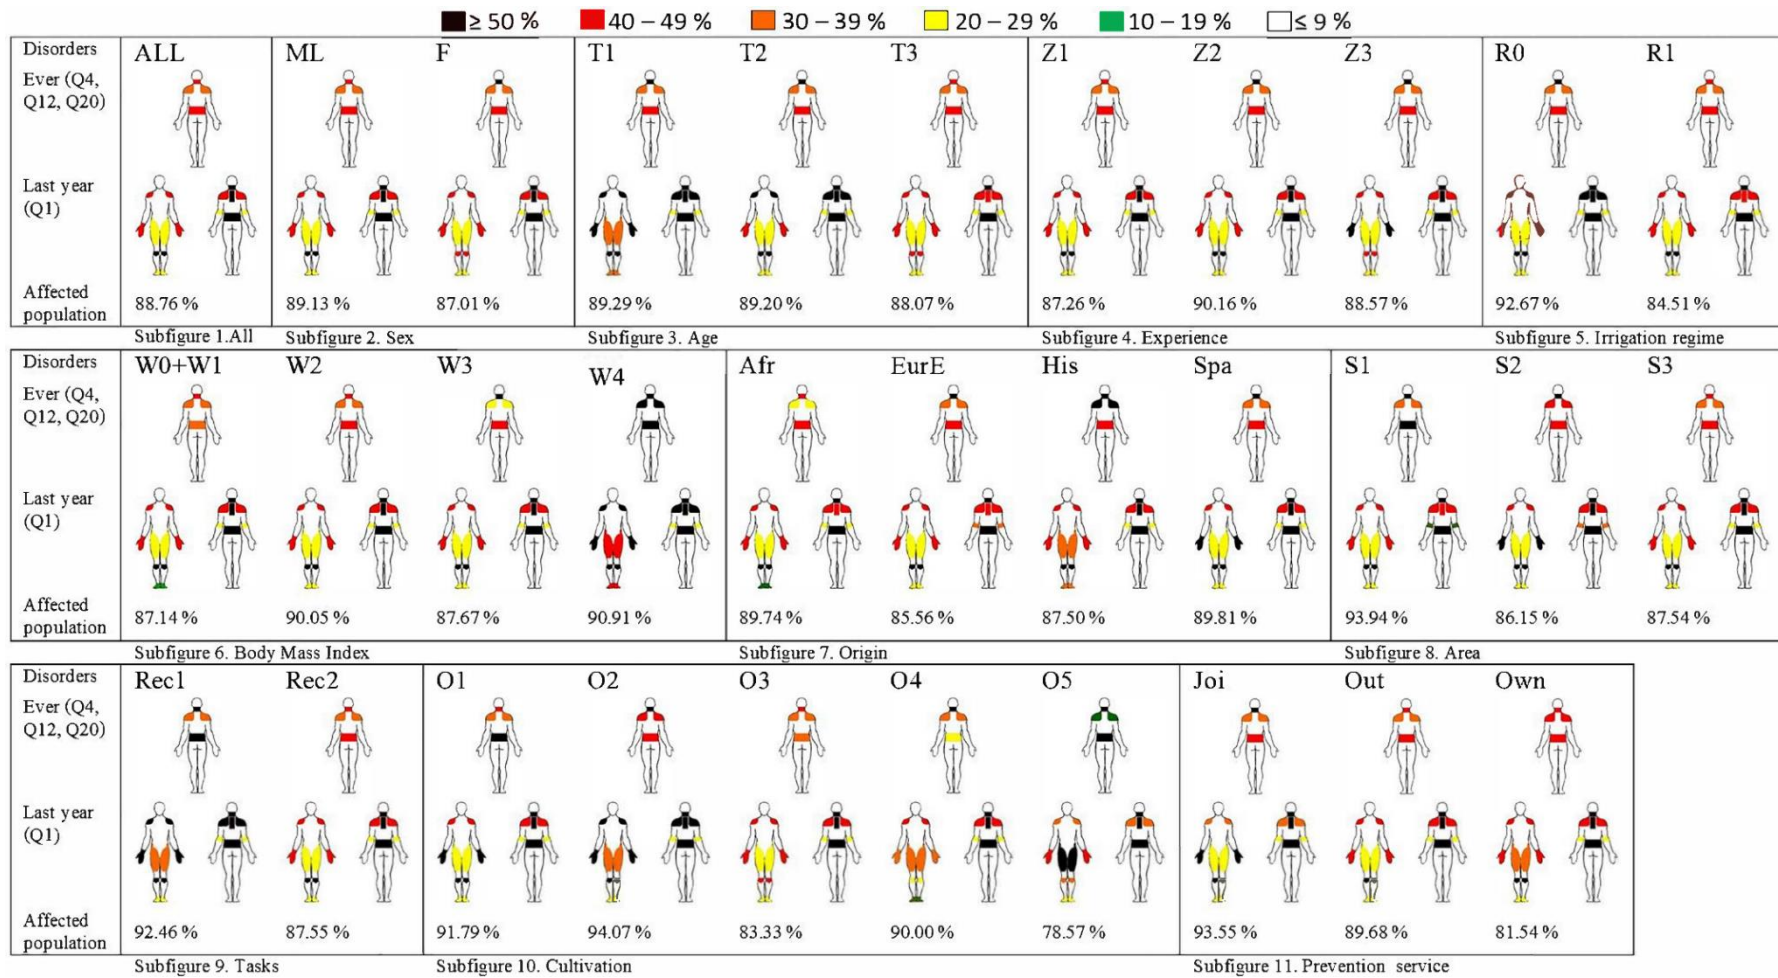 ≥ 50 % 40 – 49 % 30 – 39 % 20 – 29 % 10 – 19 % ≤ 9 %
Disorders ALL ML F T1 T2 T3 Z1 Z2 Z3 R0 R1
Ever (Q4,
Q12, Q20)
Last year
(Q1)
Affected
population
88.76 % 89.13 % 87.01 % 89.29 % 89.20 % 88.07 % 87.26 % 90.16 % 88.57 % 92.67 % 84.51 %
Subfigure 1.All Subfigure 2. Sex Subfigure 3. Age Subfigure 4. Experience Subfigure 5. Irrigation regime
Disorders W0+W1 W2 W3 W4 Afr EurE His Spa S1 S2 S3
Ever (Q4,
Q12, Q20)
Last year
(Q1)
Affected
population
87.14 % 90.05 % 87.67 % 90.91 % 89.74 % 85.56 % 87.50 % 89.81 % 93.94 % 86.15 % 87.54 %
Subfigure 6. Body Mass Index Subfigure 7. Origin Subfigure 8. Area
Disorders Rec1 Rec2 O1 O2 O3 O4 O5 Joi Out Own
Ever (Q4,
Q12, Q20)
Last year
(Q1)
Affected
population
92.46 % 87.55 % 91.79 % 94.07 % 83.33 % 90.00 % 78.57 % 93.55 % 89.68 % 81.54 %
Subfigure 9. Tasks Subfigure 10. Cultivation Subfigure 11. Prevention service